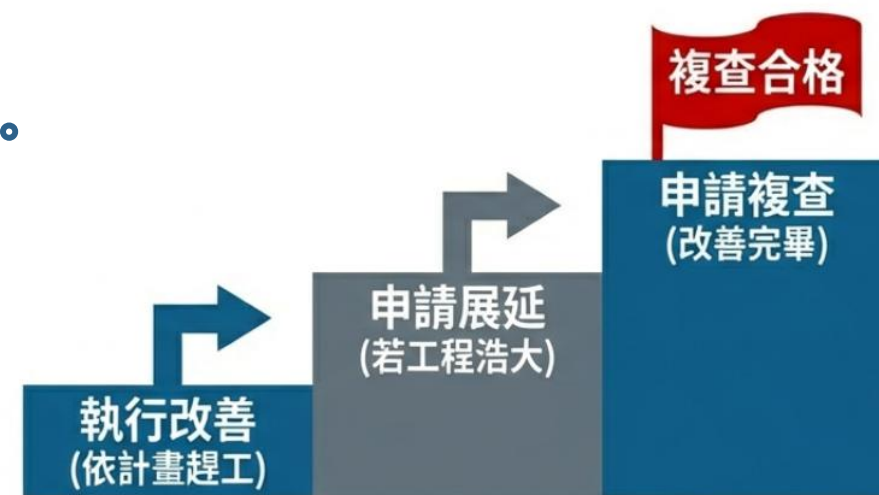 複查合格
申請複查
(改善完畢)
申請展延
(若工程浩大)
執行改善
(依計畫趕工)